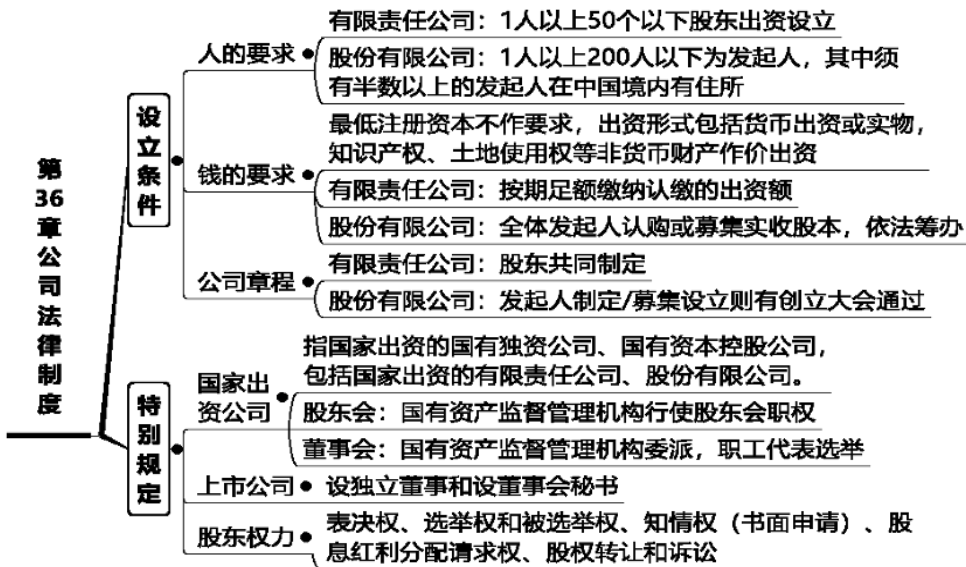 第36章公司法律制度
设立条件
人的要求
有限责任公司：1人以上50个以下股东出资设立
股份有限公司：1人以上200人以下为发起人，其中须
有半数以上的发起人在中国境内有住所
钱的要求
最低注册资本不作要求，出资形式包括货币出资或实物，
知识产权、土地使用权等非货币财产作价出资
有限责任公司：按期足额缴纳认缴的出资额
股份有限公司：全体发起人认购或募集实收股本，依法筹办
公司章程
有限责任公司：股东共同制定
股份有限公司：发起人制定/募集设立则有创立大会通过
特别规定
国家出
资公司
指国家出资的国有独资公司、国有资本控股公司，
包括国家出资的有限责任公司、股份有限公司。
股东会：国有资产监督管理机构行使股东会职权
董事会：国有资产监督管理机构委派，职工代表选举
上市公司
设独立董事和设董事会秘书
股东权力
表决权、选举权和被选举权、知情权（书面申请）、股
息红利分配请求权、股权转让和诉讼